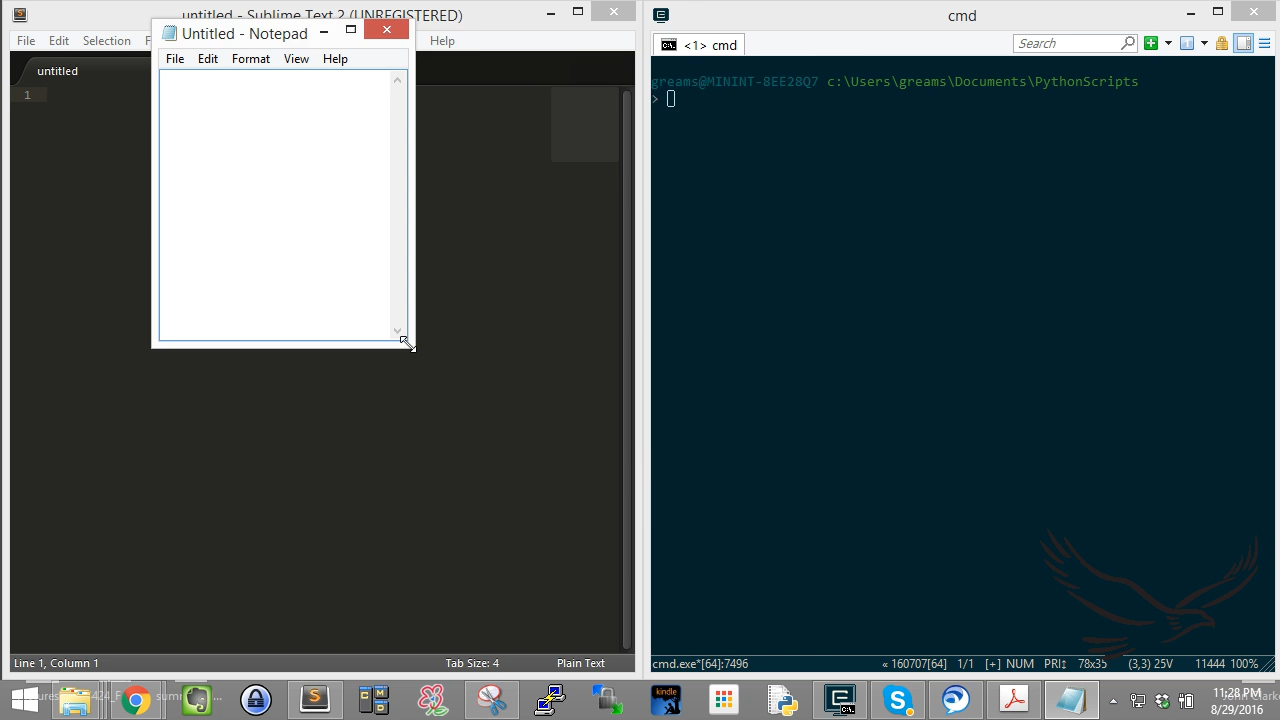 untitled - Sublime Text 2 (UNREGISTERED)
File Edit Selection F Help
untitled
1
Line 1, Column 1
Tab Size: 4
Plain Text
Untitled - Notepad
File Edit Format View Help
cmd
<1> cmd
Search
greams@MININT-8EE28Q7 c:\Users\greams\Documents\PythonScripts
>
cmd.exe*[64]:7496
« 160707[64] 1/1 [+] NUM PRI↕ 78x35 (3,3) 25V 11444 100%
kindle
11:28 PM
8/29/2016